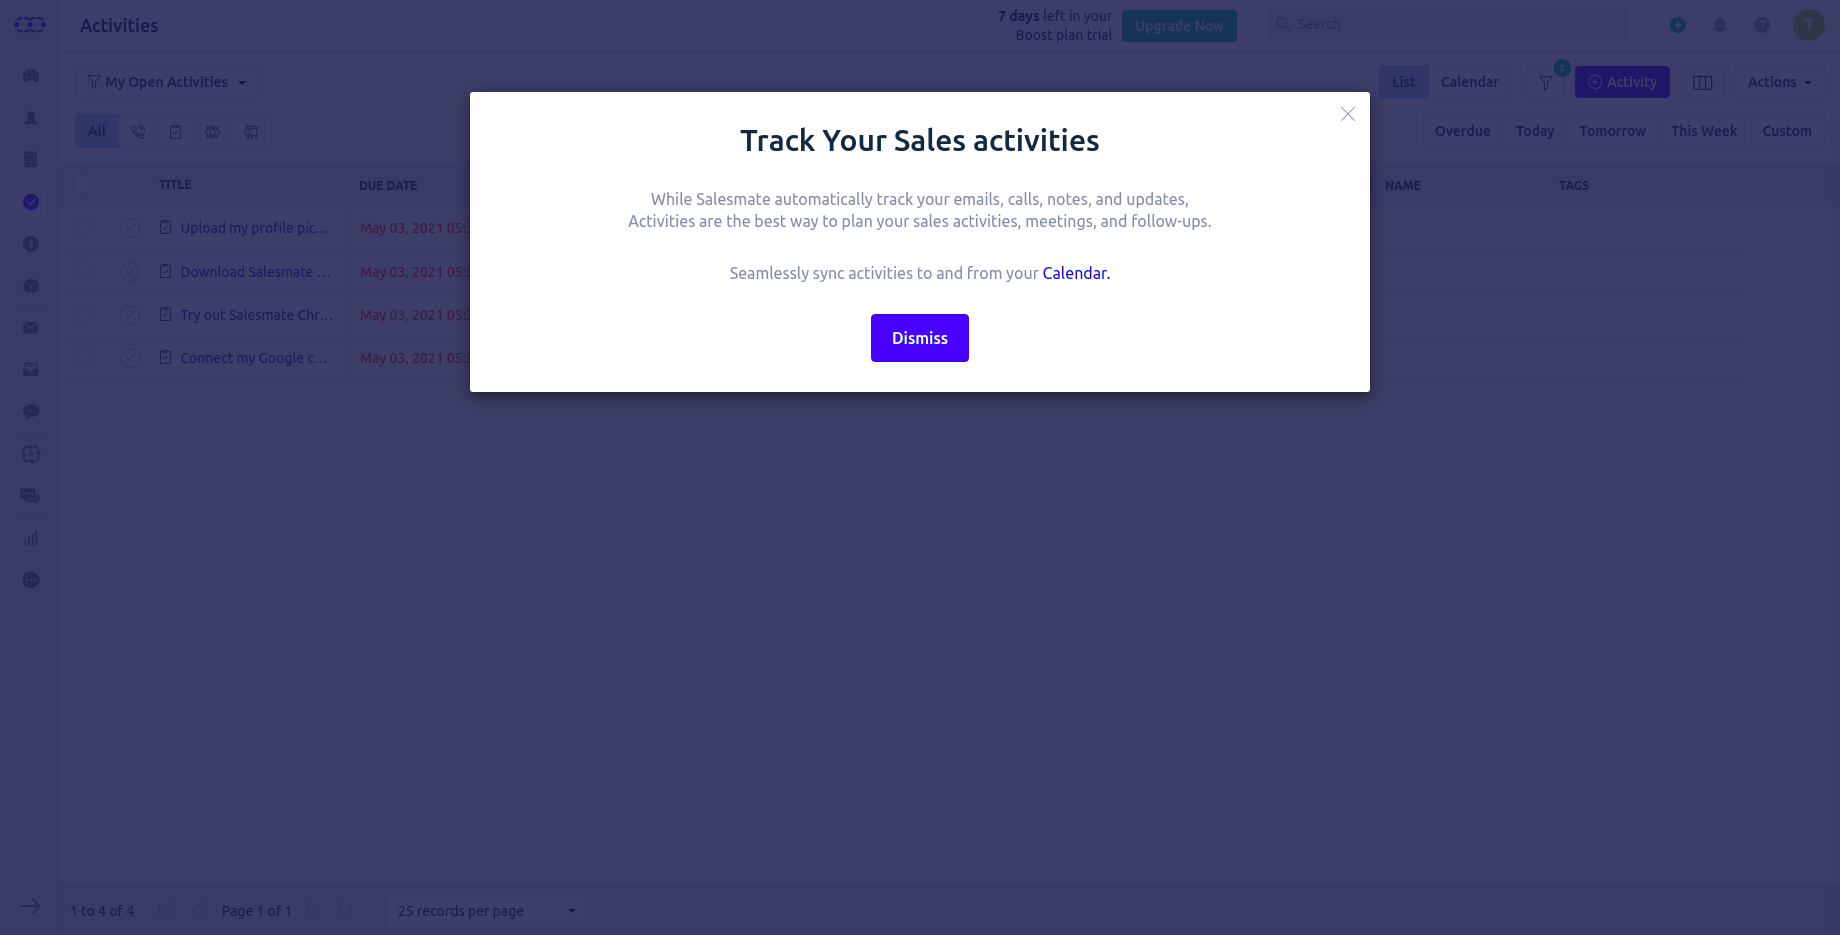 Activities
7 days left in your
Boost plan trial
Upgrade Now
Search
T
My Open Activities
List
Calendar
2
Activity
Actions
All
Overdue
Today
Tomorrow
This Week
Custom
TITLE
DUE DATE
NAME
TAGS
Upload my profile pic...
May 03, 2021 05:3
Download Salesmate ...
May 03, 2021 05:3
Try out Salesmate Chr...
May 03, 2021 05:3
Connect my Google c...
May 03, 2021 05:3
Track Your Sales activities
While Salesmate automatically track your emails, calls, notes, and updates,
Activities are the best way to plan your sales activities, meetings, and follow-ups.
Seamlessly sync activities to and from your Calendar.
Dismiss
1 to 4 of 4
Page 1 of 1
25 records per page